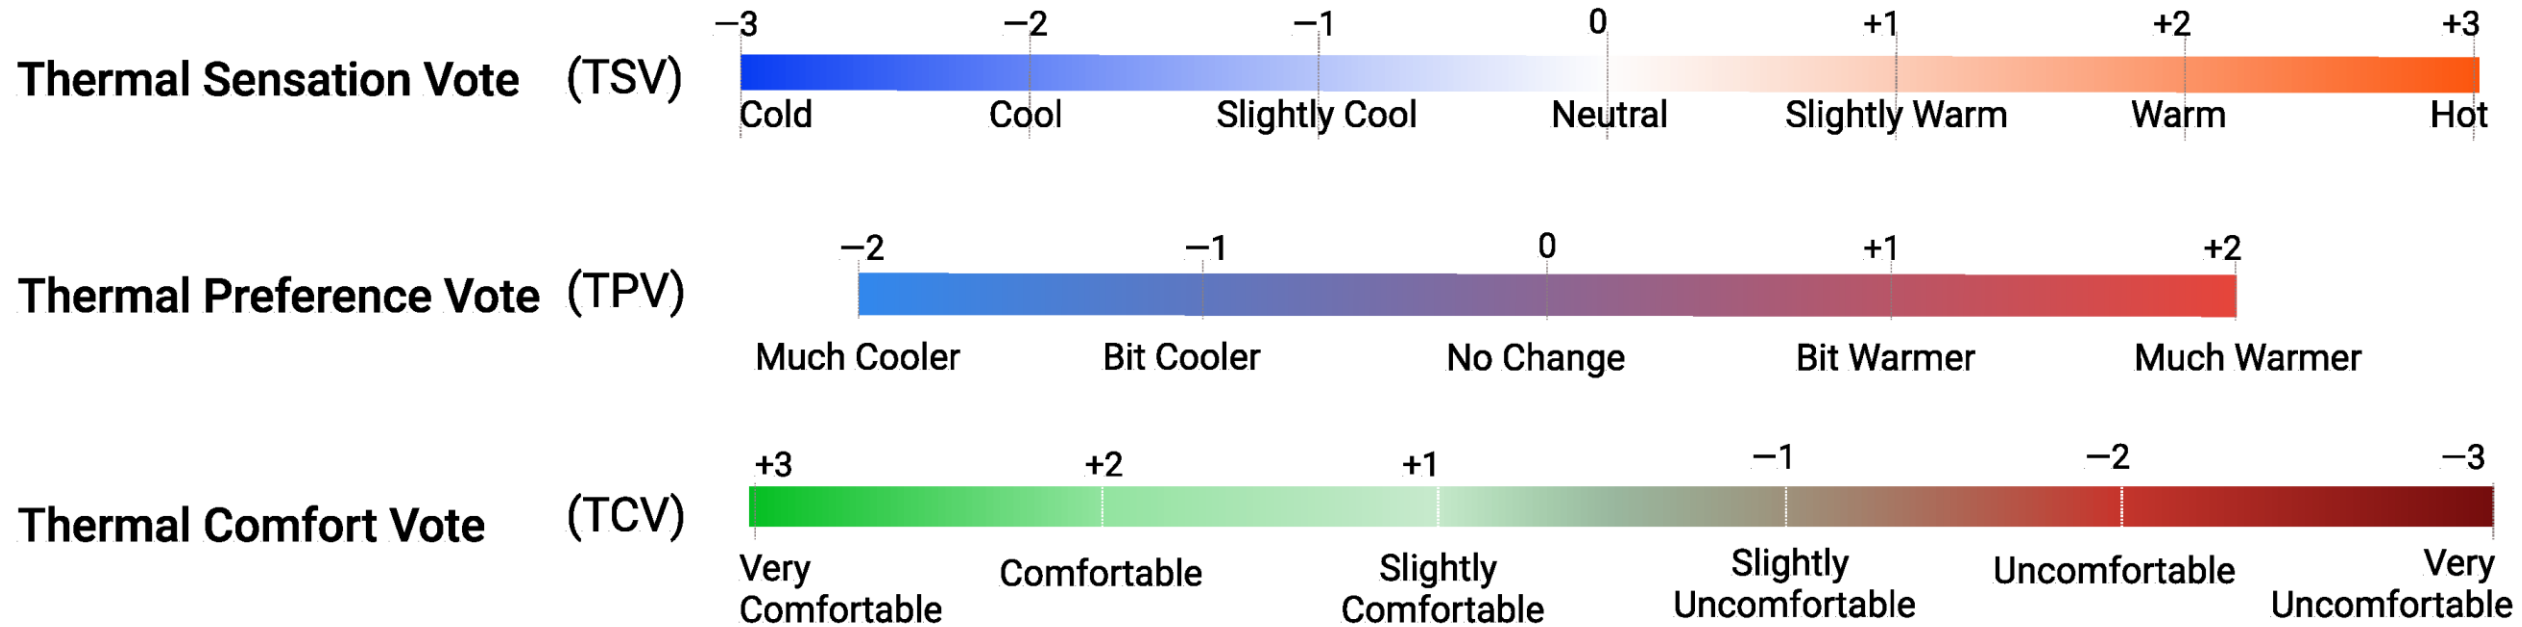 −3 −2 −1 0 +1 +2 +3
Thermal Sensation Vote (TSV)
Cold Cool Slightly Cool Neutral Slightly Warm Warm Hot
−2 −1 0 +1 +2
Thermal Preference Vote (TPV)
Much Cooler Bit Cooler No Change Bit Warmer Much Warmer
+3 +2 +1 −1 −2 −3
Thermal Comfort Vote (TCV)
Very Comfortable Comfortable Slightly Comfortable Slightly Uncomfortable Uncomfortable Very Uncomfortable